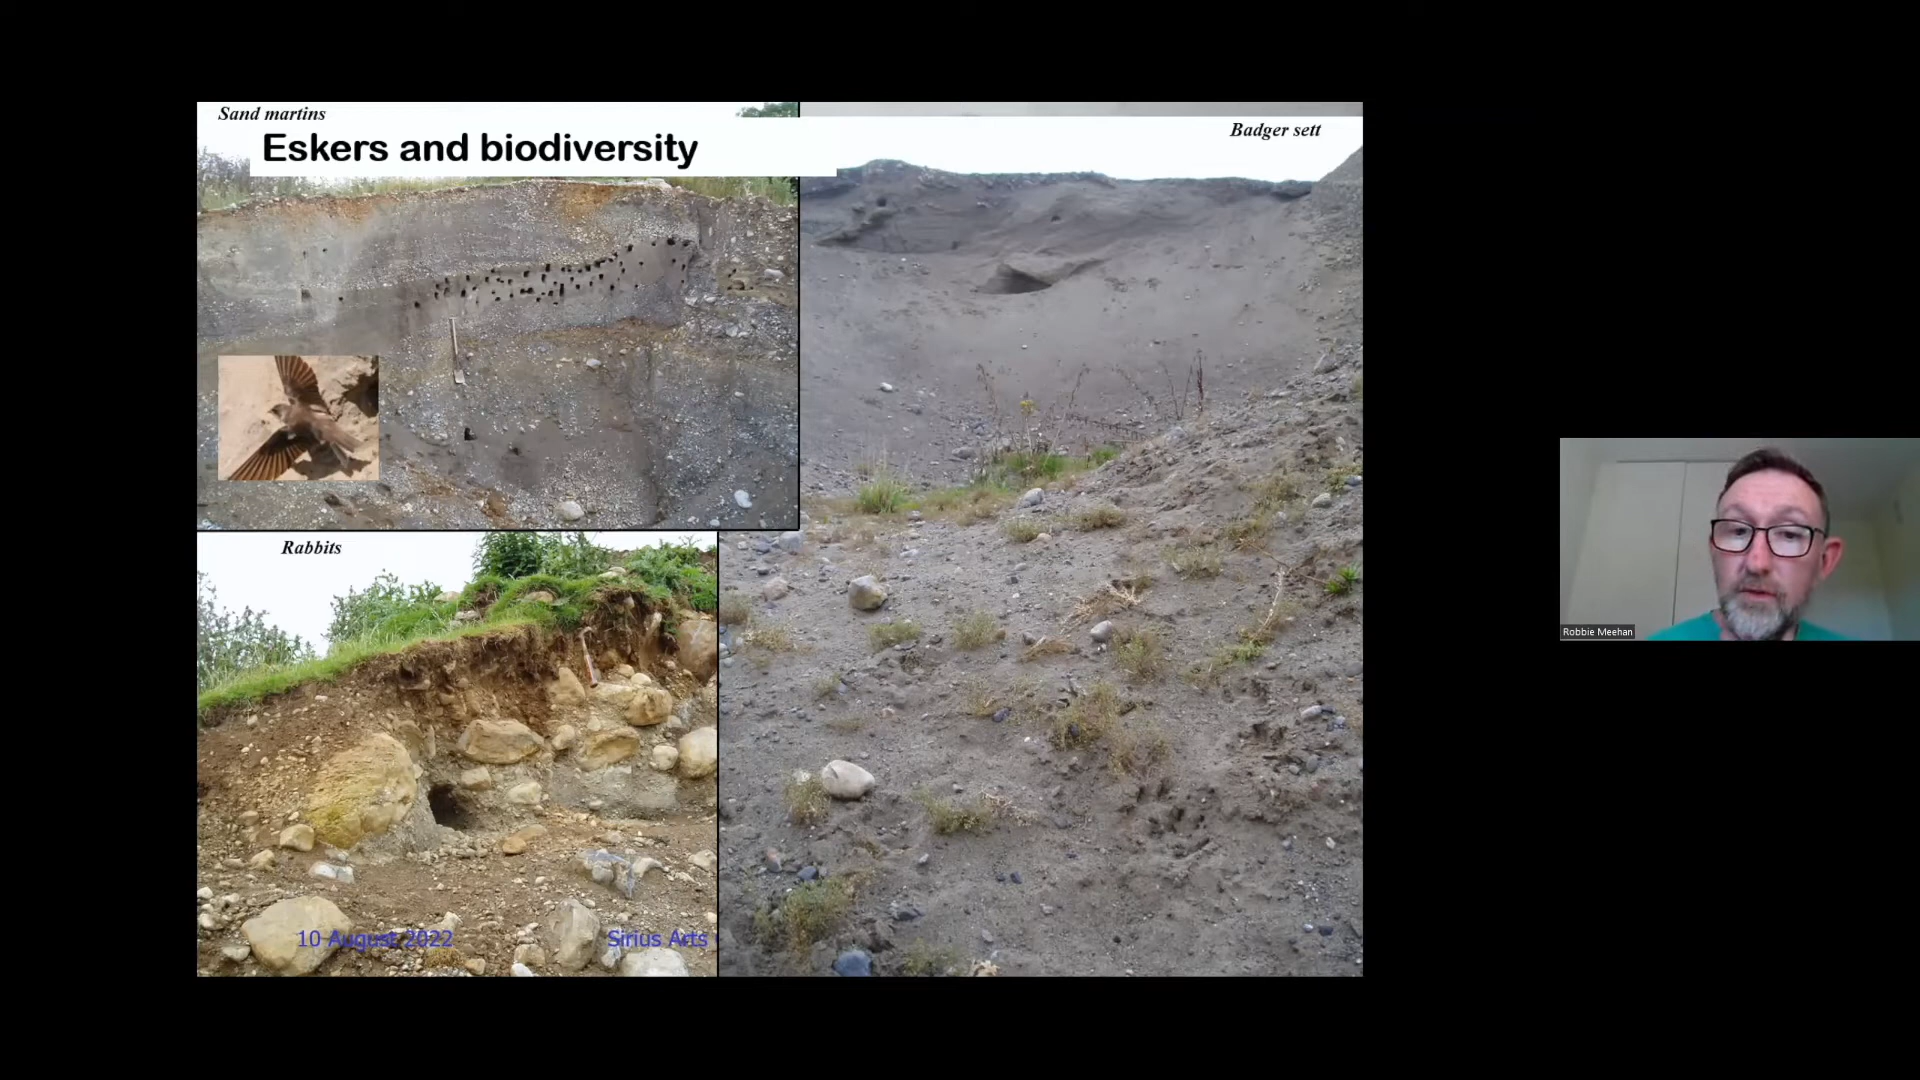 Sand martins
Eskers and biodiversity
Badger sett
Rabbits
10 August 2022
Sirius Arts
Robbie Meehan